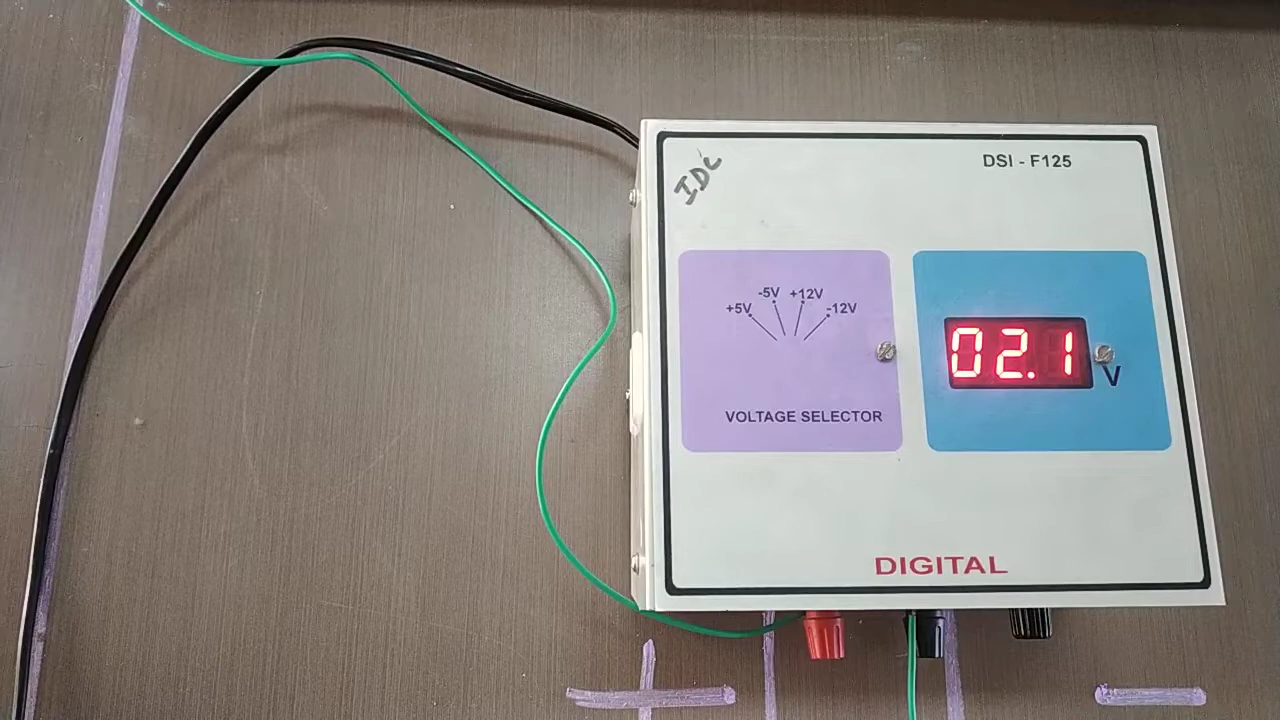 IDC
DSI - F125
+5V
-5V
+12V
-12V
02.1
V
VOLTAGE SELECTOR
DIGITAL